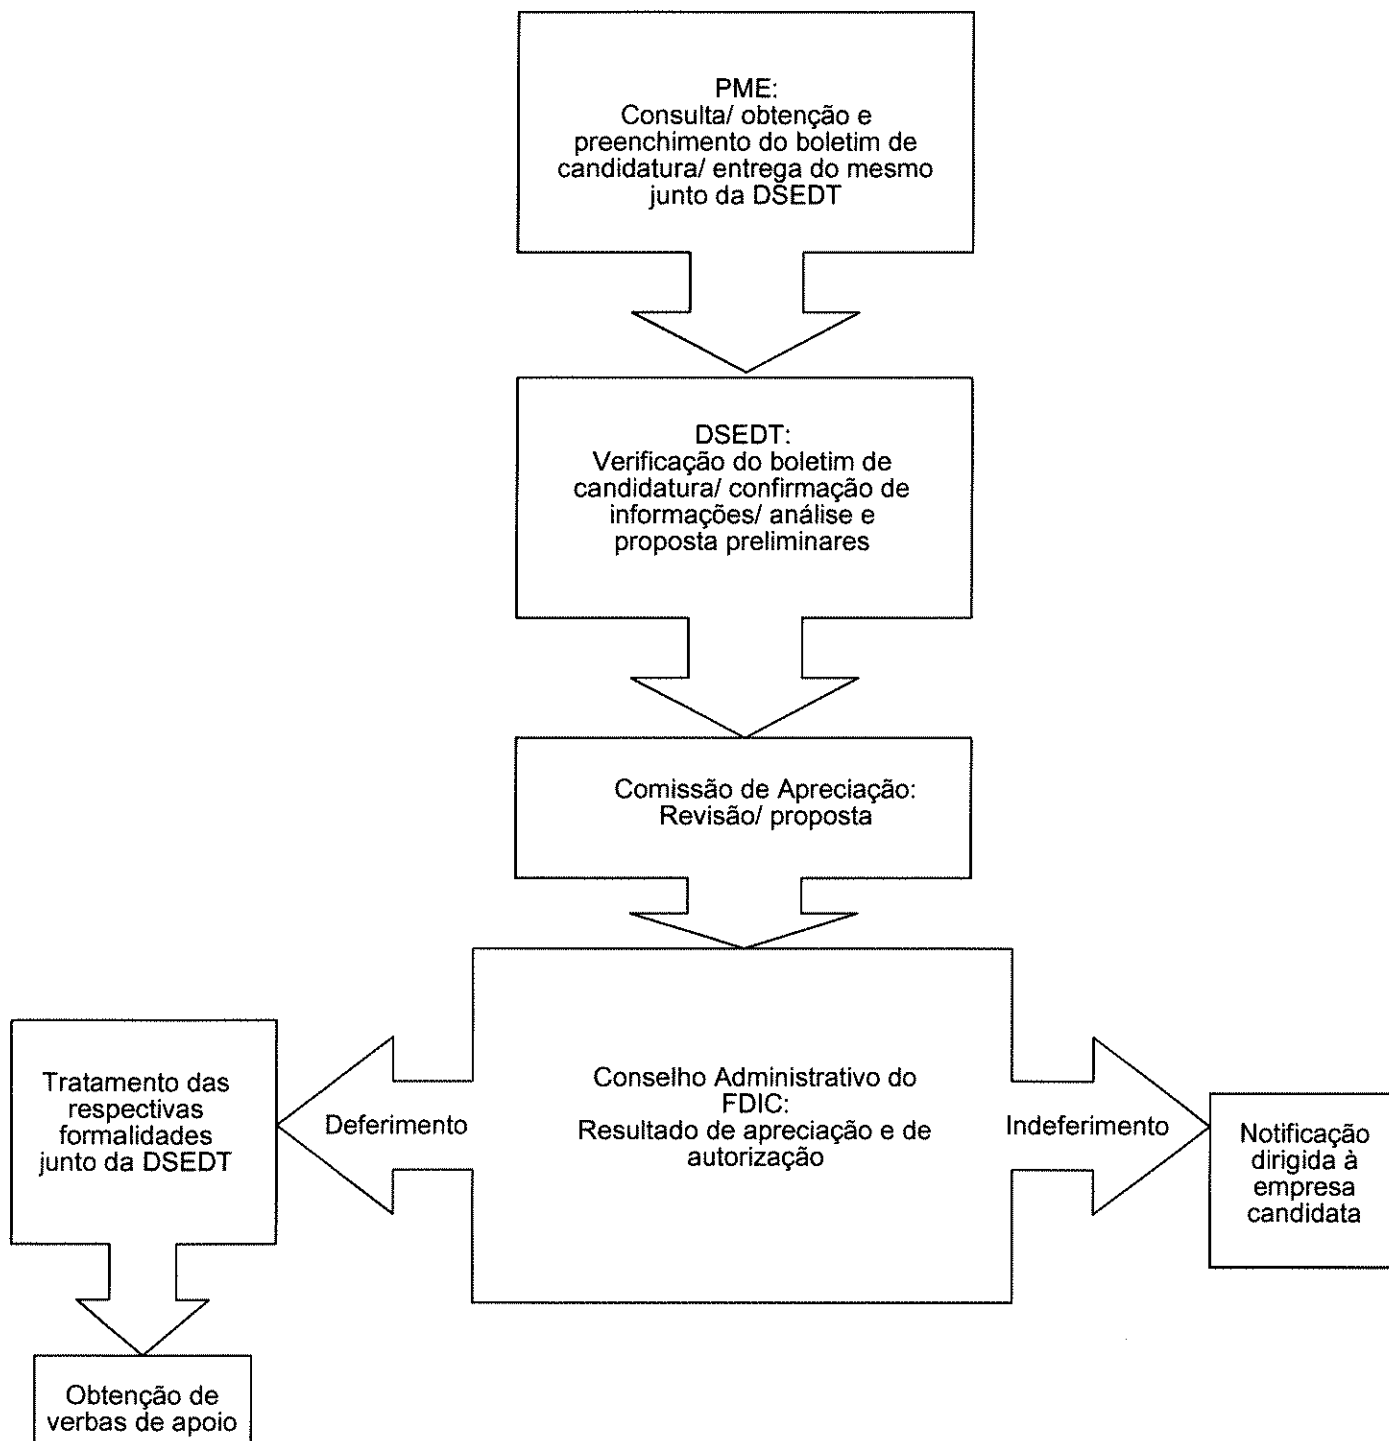 PME:
Consulta/ obtenção e
preenchimento do boletim de
candidatura/ entrega do mesmo
junto da DSEDT
DSEDT:
Verificação do boletim de
candidatura/ confirmação de
informações/ análise e
proposta preliminares
Comissão de Apreciação:
Revisão/ proposta
Conselho Administrativo do
FDIC:
Resultado de apreciação e de
autorização
Deferimento
Tratamento das
respectivas
formalidades
junto da DSEDT
Obtenção de
verbas de apoio
Indeferimento
Notificação
dirigida à
empresa
candidata